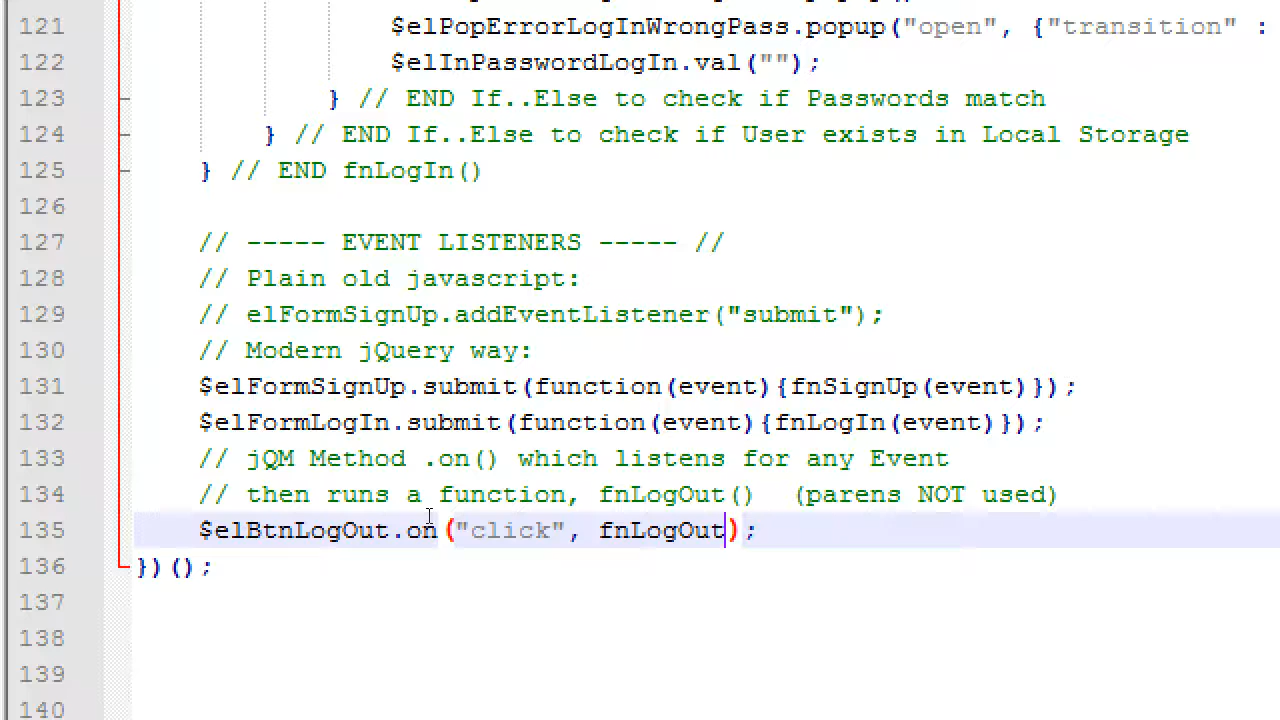 121 $elPopErrorLogInWrongPass.popup("open", {"transition" :
122 $elInPasswordLogIn.val("");
123 } // END If..Else to check if Passwords match
124 } // END If..Else to check if User exists in Local Storage
125 } // END fnLogIn()
126
127 // ----- EVENT LISTENERS ----- //
128 // Plain old javascript:
129 // elFormSignUp.addEventListener("submit");
130 // Modern jQuery way:
131 $elFormSignUp.submit(function(event){fnSignUp(event)});
132 $elFormLogIn.submit(function(event){fnLogIn(event)});
133 // jQM Method .on() which listens for any Event
134 // then runs a function, fnLogOut()  (parens NOT used)
135 $elBtnLogOut.on("click", fnLogOut);
136 })();
137
138
139
140